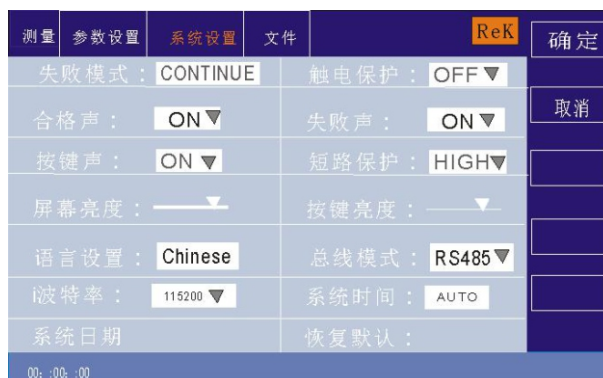 测量 参数设置 系统设置 文件 ReK 确定
失败模式： CONTINUE 触电保护： OFF▼
取消
合格声： ON▼ 失败声： ON▼
按键声： ON▼ 短路保护： HIGH▼
屏幕亮度： 按键亮度：
语言设置： Chinese 总线模式： RS485▼
波特率： 115200▼ 系统时间： AUTO
系统日期 恢复默认：
00: :00: :00